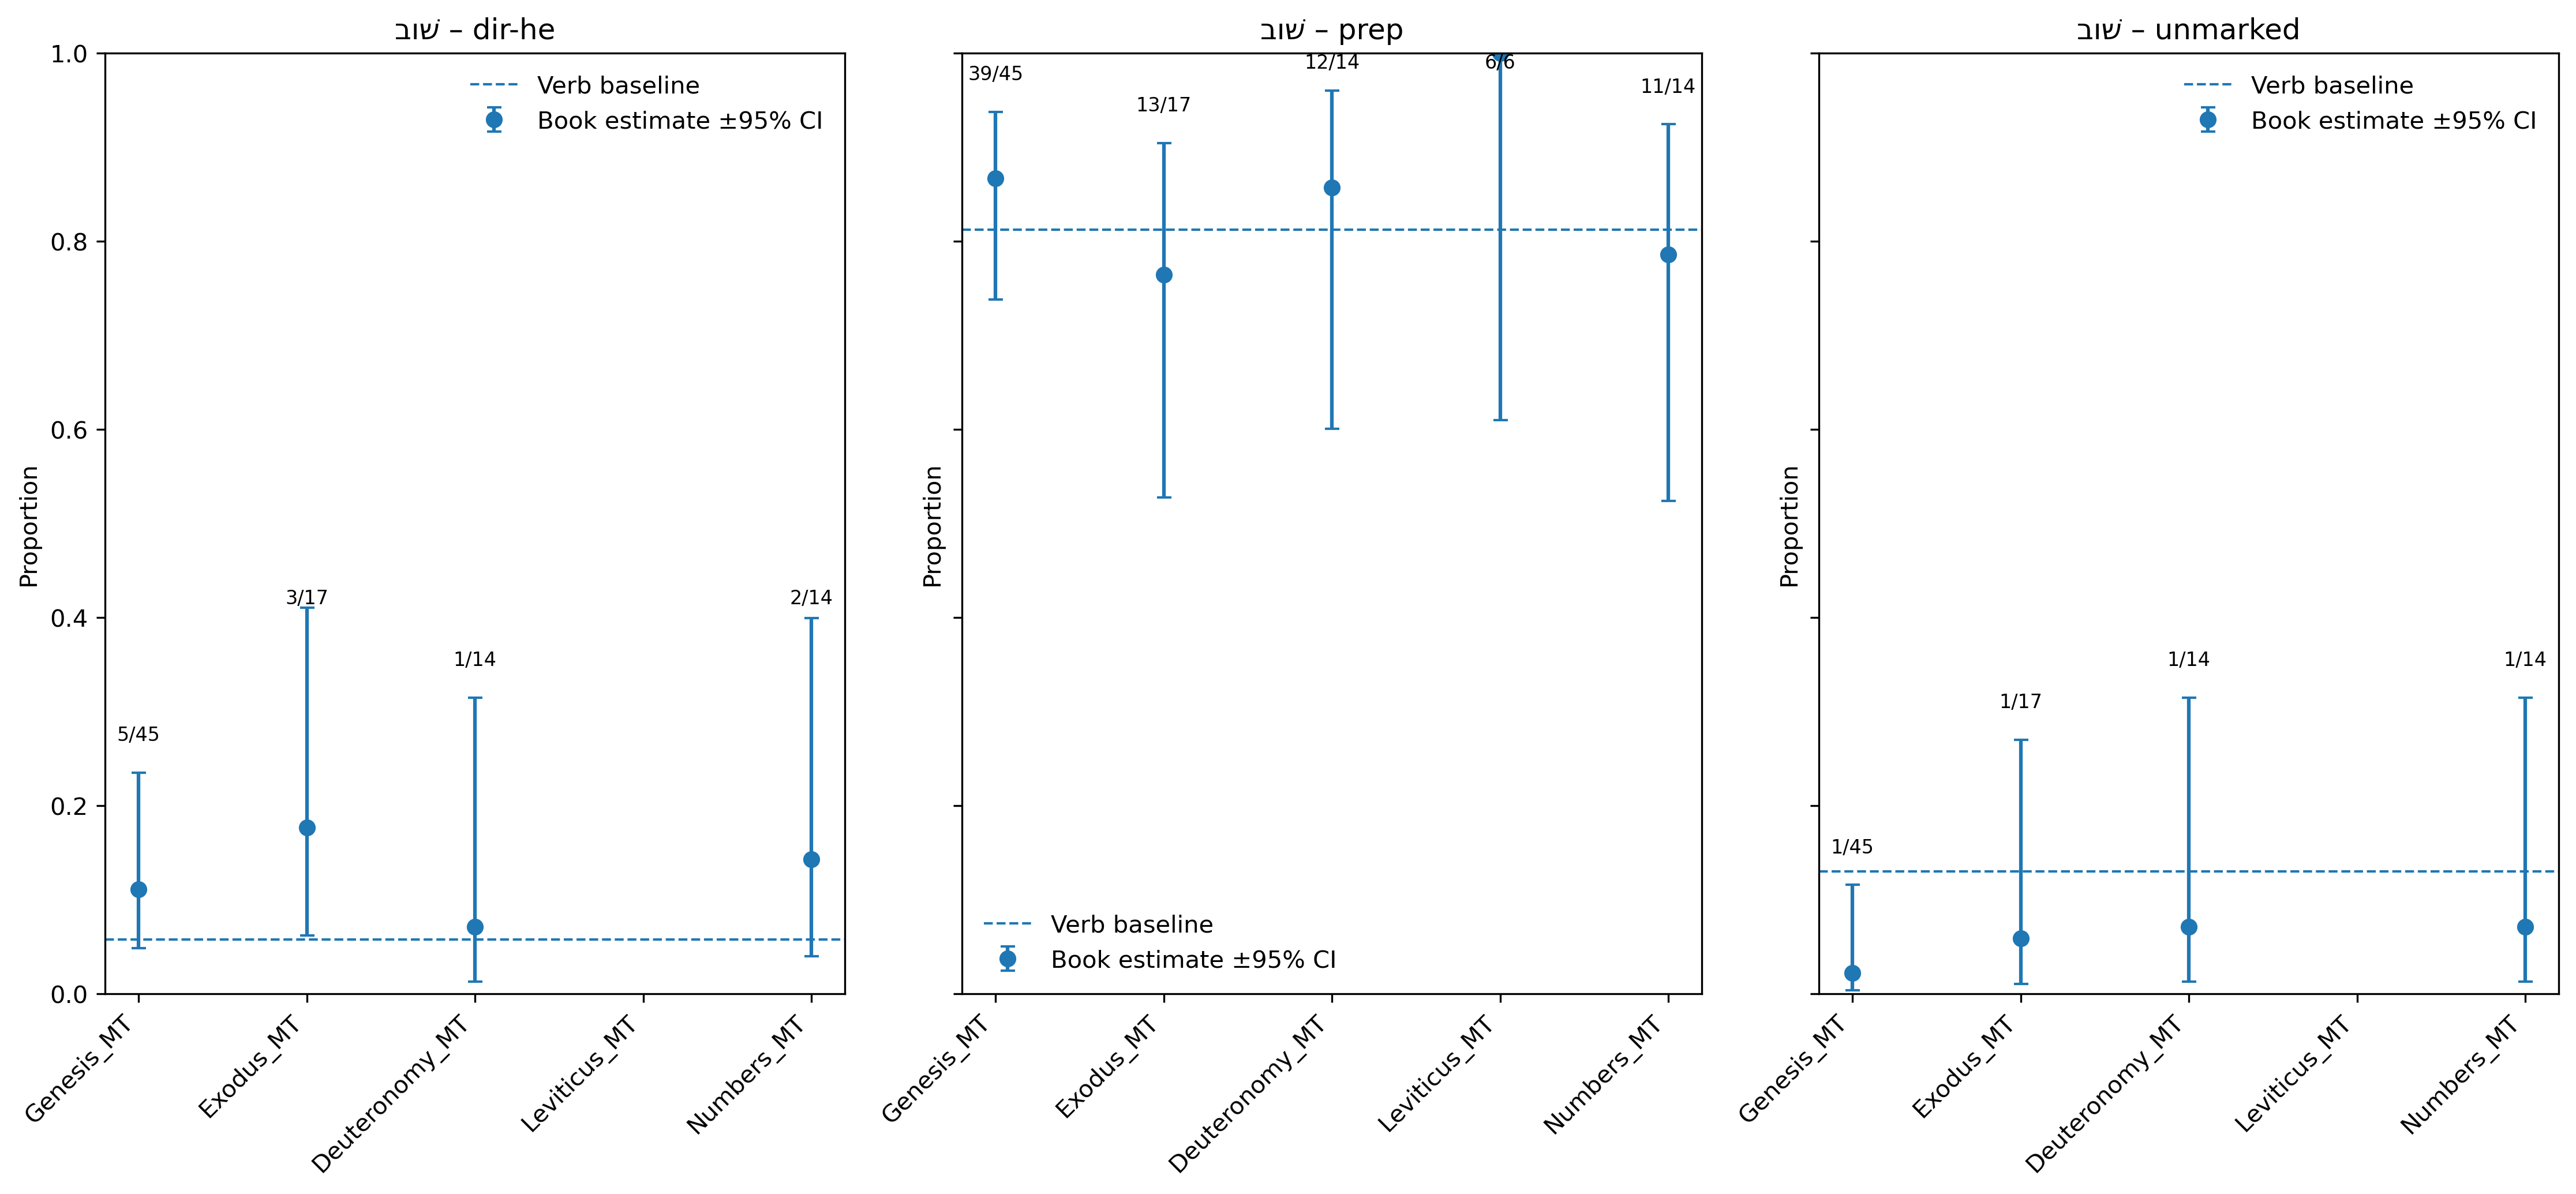 שׁוּב – dir-he
Verb baseline
Book estimate ±95% CI
Proportion
1.0
0.8
0.6
0.4
0.2
0.0
5/45
3/17
1/14
2/14
Genesis_MT
Exodus_MT
Deuteronomy_MT
Leviticus_MT
Numbers_MT
שׁוּב – prep
39/45
13/17
12/14
6/6
11/14
Proportion
Verb baseline
Book estimate ±95% CI
Genesis_MT
Exodus_MT
Deuteronomy_MT
Leviticus_MT
Numbers_MT
שׁוּב – unmarked
Verb baseline
Book estimate ±95% CI
Proportion
1/45
1/17
1/14
1/14
Genesis_MT
Exodus_MT
Deuteronomy_MT
Leviticus_MT
Numbers_MT